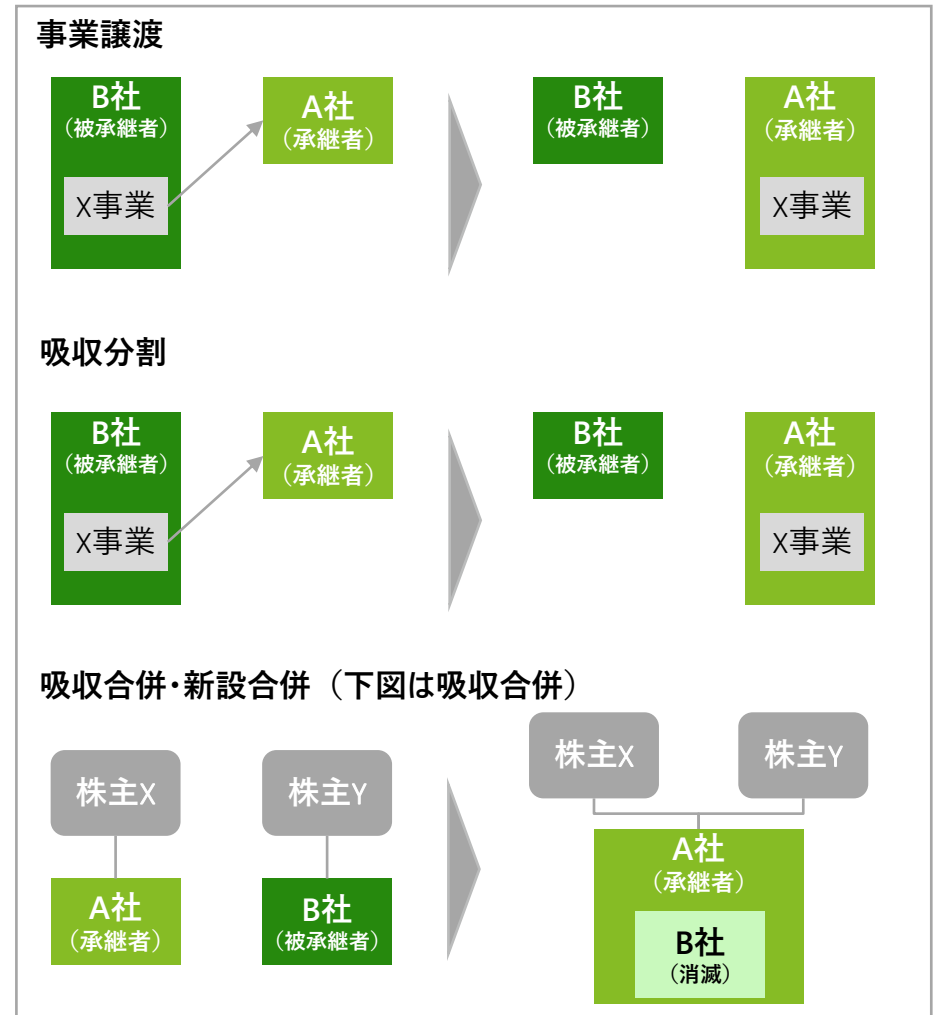 事業譲渡
B社
（被承継者）
X事業
A社
（承継者）
B社
（被承継者）
A社
（承継者）
X事業
吸収分割
B社
（被承継者）
X事業
A社
（承継者）
B社
（被承継者）
A社
（承継者）
X事業
吸収合併・新設合併（下図は吸収合併）
株主X
A社
（承継者）
株主Y
B社
（被承継者）
株主X
株主Y
A社
（承継者）
B社
（消滅）